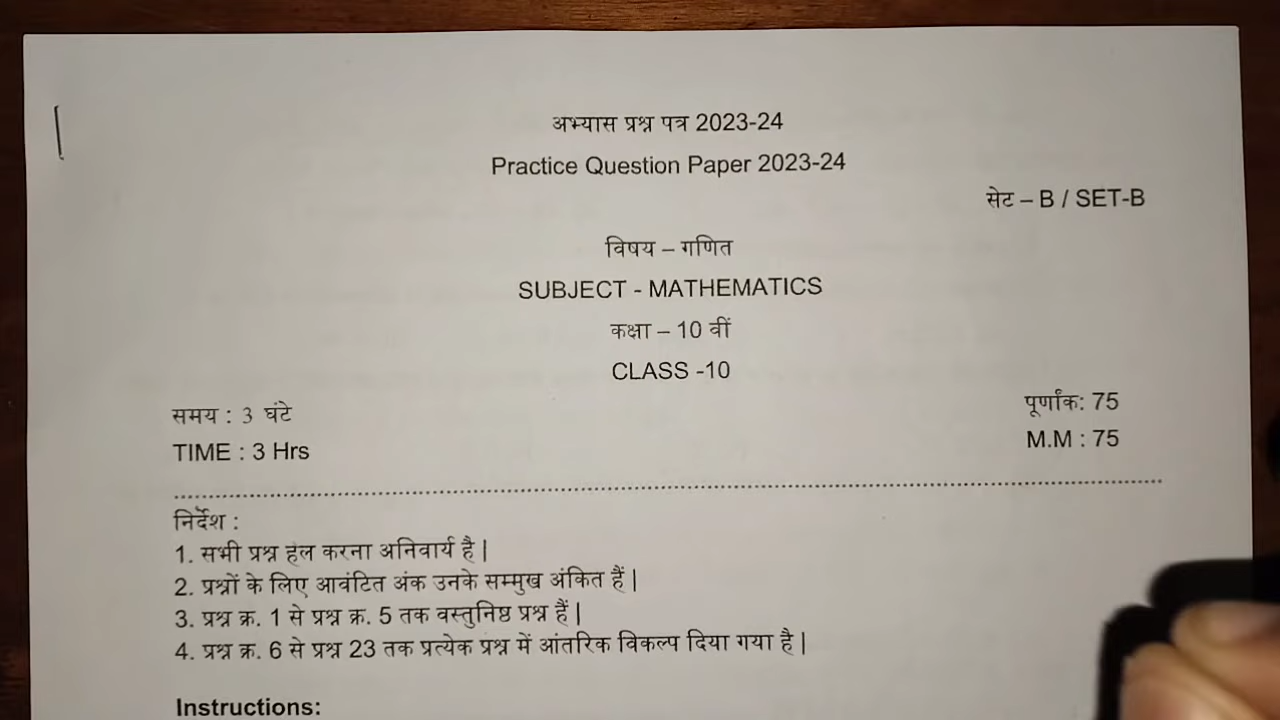 अभ्यास प्रश्न पत्र 2023-24
Practice Question Paper 2023-24
सेट – B / SET-B
विषय – गणित
SUBJECT - MATHEMATICS
कक्षा – 10 वीं
CLASS -10
समय : 3 घंटे
पूर्णांक: 75
TIME : 3 Hrs
M.M : 75
निर्देश :
1. सभी प्रश्न हल करना अनिवार्य है |
2. प्रश्नों के लिए आवंटित अंक उनके सम्मुख अंकित हैं |
3. प्रश्न क्र. 1 से प्रश्न क्र. 5 तक वस्तुनिष्ठ प्रश्न हैं |
4. प्रश्न क्र. 6 से प्रश्न 23 तक प्रत्येक प्रश्न में आंतरिक विकल्प दिया गया है |
Instructions: